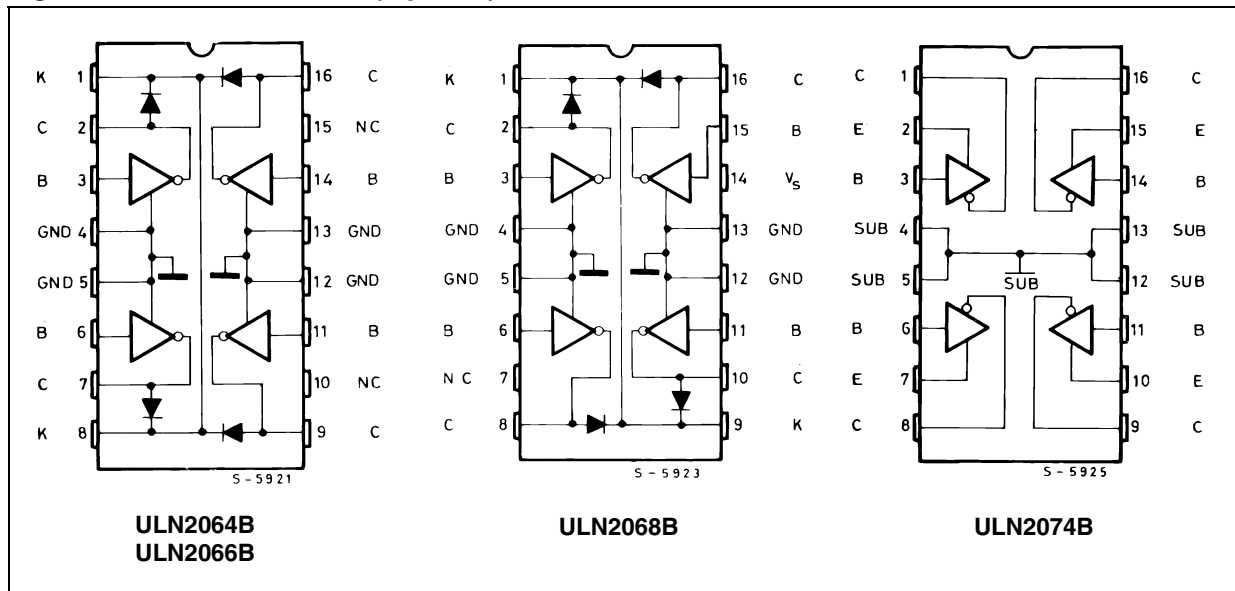 K 1 16 C
C 2 15 NC
B 3 14 B
GND 4 13 GND
GND 5 12 GND
B 6 11 B
C 7 10 NC
K 8 9 C
S-5921
ULN2064B
ULN2066B
K 1 16 C
C 2 15 B
B 3 14 Vs
GND 4 13 GND
GND 5 12 GND
B 6 11 B
NC 7 10 C
C 8 9 K
S-5923
ULN2068B
C 1 16 C
E 2 15 E
B 3 14 B
SUB 4 13 SUB
SUB 5 SUB 12 SUB
B 6 11 B
E 7 10 E
C 8 9 C
S-5925
ULN2074B